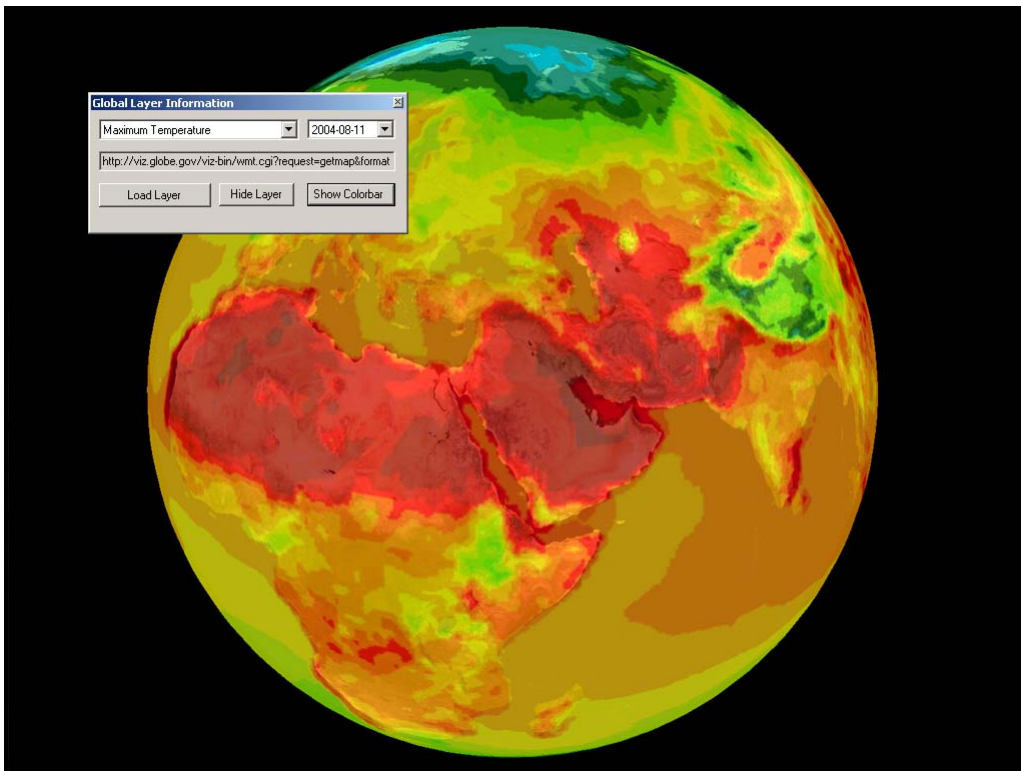 Global Layer Information
Maximum Temperature 2004-08-11
http://viz.globe.gov/viz-bin/wmt.cgi?request=getmap&format
Load Layer Hide Layer Show Colorbar